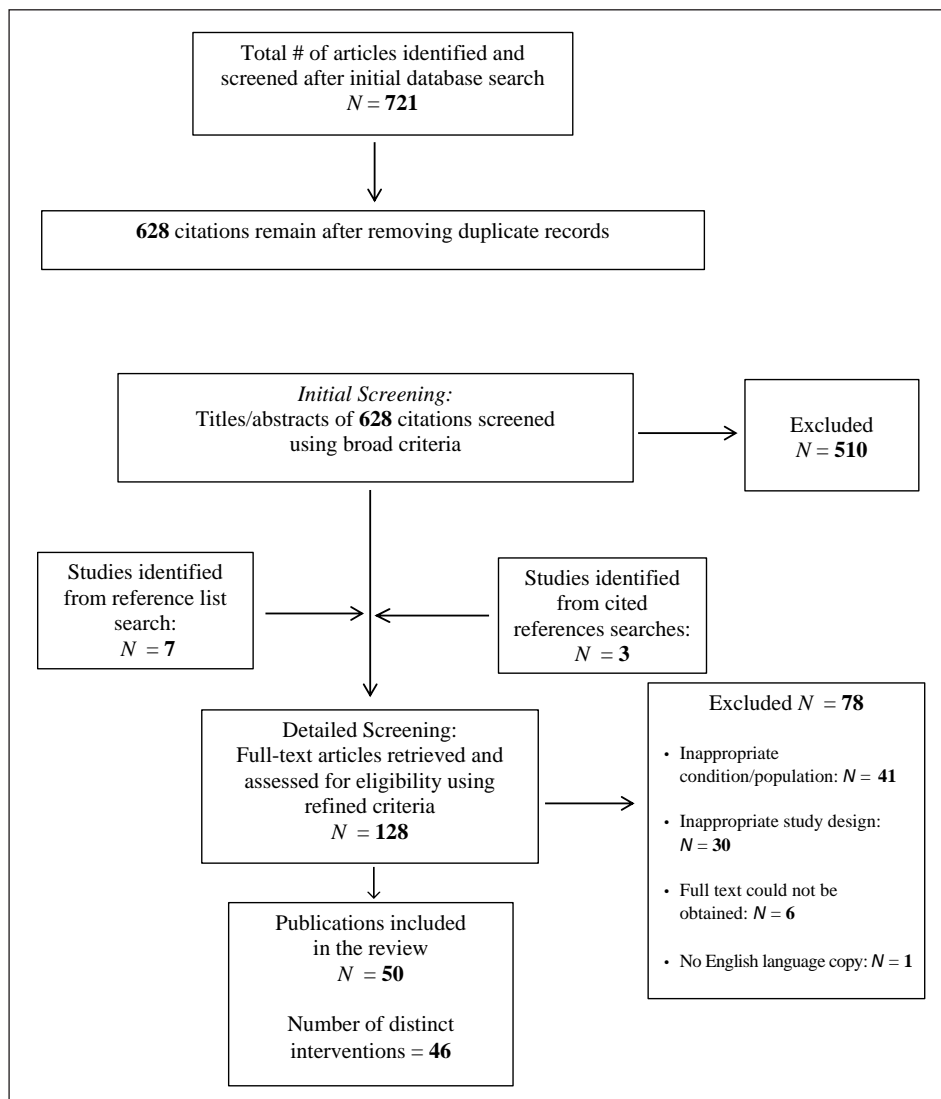 Total # of articles identified and
screened after initial database search
N = 721
628 citations remain after removing duplicate records
Initial Screening:
Titles/abstracts of 628 citations screened
using broad criteria
Excluded
N = 510
Studies identified
from reference list
search:
N = 7
Studies identified
from cited
references searches:
N = 3
Detailed Screening:
Full-text articles retrieved and
assessed for eligibility using
refined criteria
N = 128
Excluded N = 78
• Inappropriate
condition/population: N = 41
• Inappropriate study design:
N = 30
• Full text could not be
obtained: N = 6
• No English language copy: N = 1
Publications included
in the review
N = 50
Number of distinct
interventions = 46